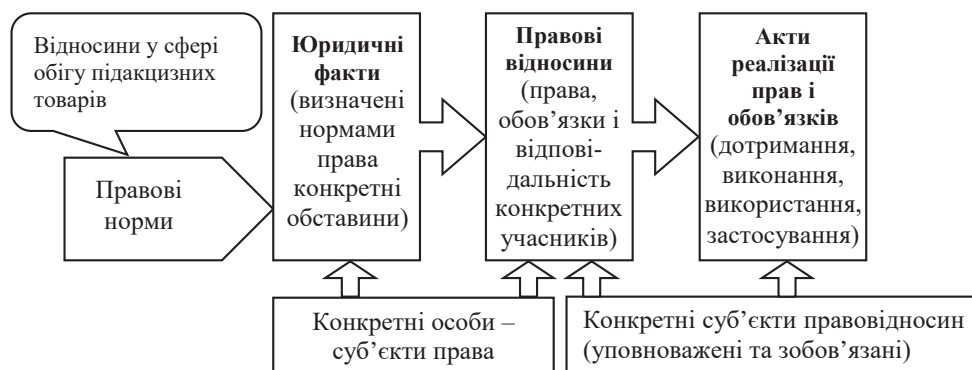 Відносини у сфері
обігу підакцизних
товарів
Правові
норми
Юридичні
факти
(визначені
нормами
права
конкретні
обставини)
Правові
відносини
(права,
обов’язки і
відпові-
дальність
конкретних
учасників)
Акти
реалізації
прав і
обов’язків
(дотримання,
виконання,
використання,
застосування)
Конкретні особи –
суб’єкти права
Конкретні суб’єкти правовідносин
(уповноважені та зобов’язані)